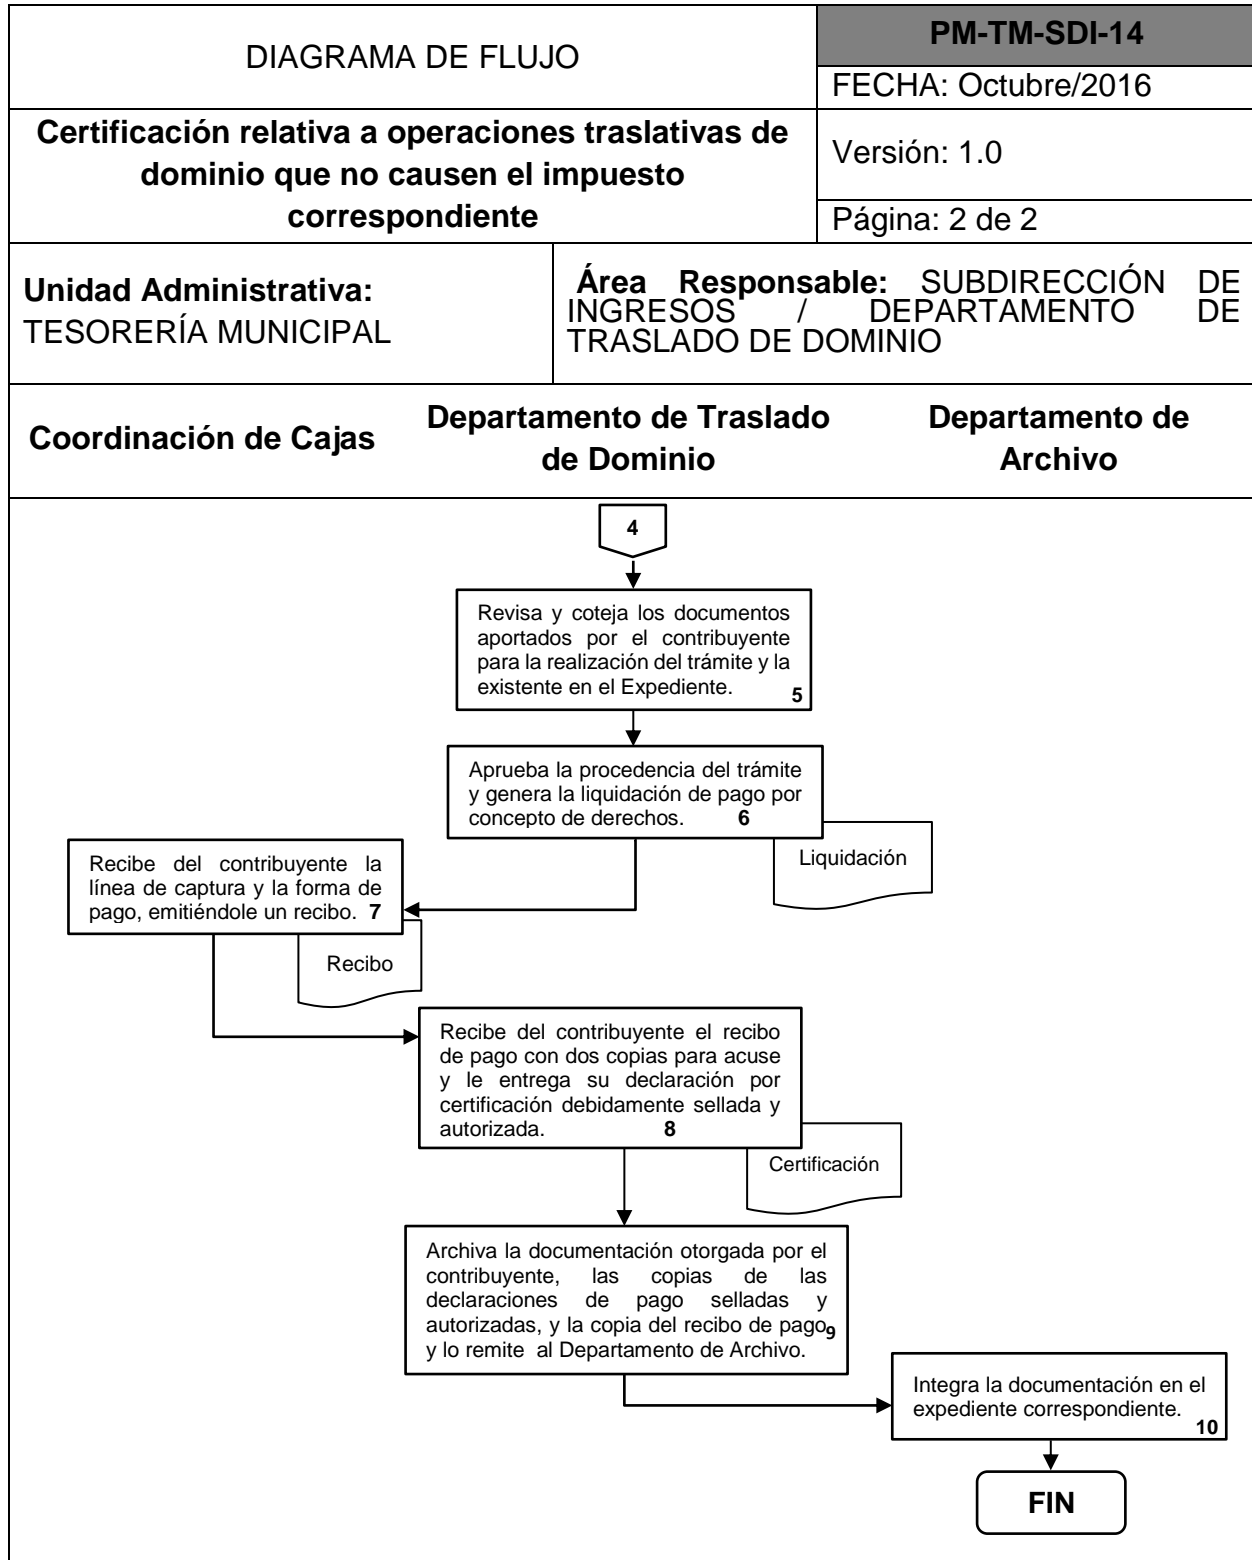 DIAGRAMA DE FLUJO
PM-TM-SDI-14
FECHA: Octubre/2016
Certificación relativa a operaciones traslativas de
dominio que no causen el impuesto
correspondiente
Versión: 1.0
Página: 2 de 2
Unidad Administrativa:
TESORERÍA MUNICIPAL
Área Responsable: SUBDIRECCIÓN DE
INGRESOS / DEPARTAMENTO DE
TRASLADO DE DOMINIO
Coordinación de Cajas
Departamento de Traslado
de Dominio
Departamento de
Archivo
4
Revisa y coteja los documentos
aportados por el contribuyente
para la realización del trámite y la
existente en el Expediente.
5
Aprueba la procedencia del trámite
y genera la liquidación de pago por
concepto de derechos. 6
Liquidación
Recibe del contribuyente la
línea de captura y la forma de
pago, emitiéndole un recibo. 7
Recibo
Recibe del contribuyente el recibo
de pago con dos copias para acuse
y le entrega su declaración por
certificación debidamente sellada y
autorizada. 8
Certificación
Archiva la documentación otorgada por el
contribuyente, las copias de las
declaraciones de pago selladas y
autorizadas, y la copia del recibo de pago
y lo remite al Departamento de Archivo.
9
Integra la documentación en el
expediente correspondiente.
10
FIN